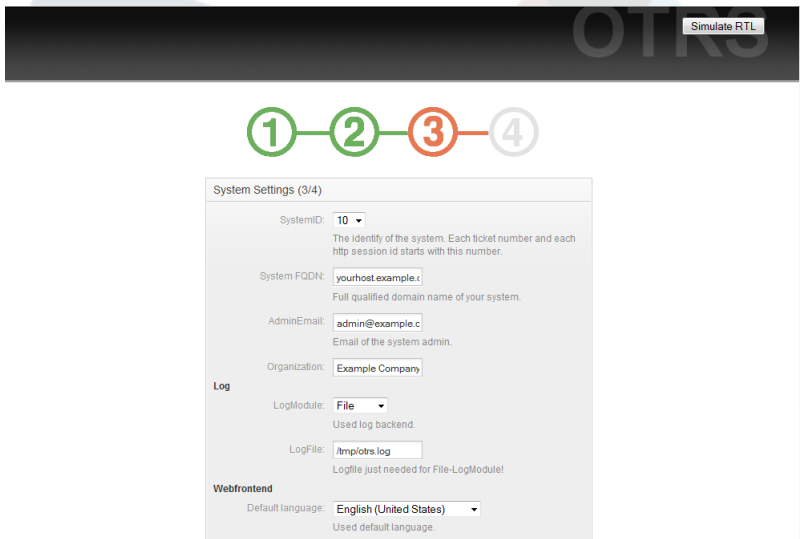 OTRS
Simulate RTL
1 2 3 4
System Settings (3/4)
SystemID: 10
The identify of the system. Each ticket number and each
http session id starts with this number.
System FQDN: yourhost.example.c
Full qualified domain name of your system.
AdminEmail: admin@example.c
Email of the system admin.
Organization: Example Company
Log
LogModule: File
Used log backend.
LogFile: /tmp/otrs.log
Logfile just needed for File-LogModule!
Webfrontend
Default language: English (United States)
Used default language.